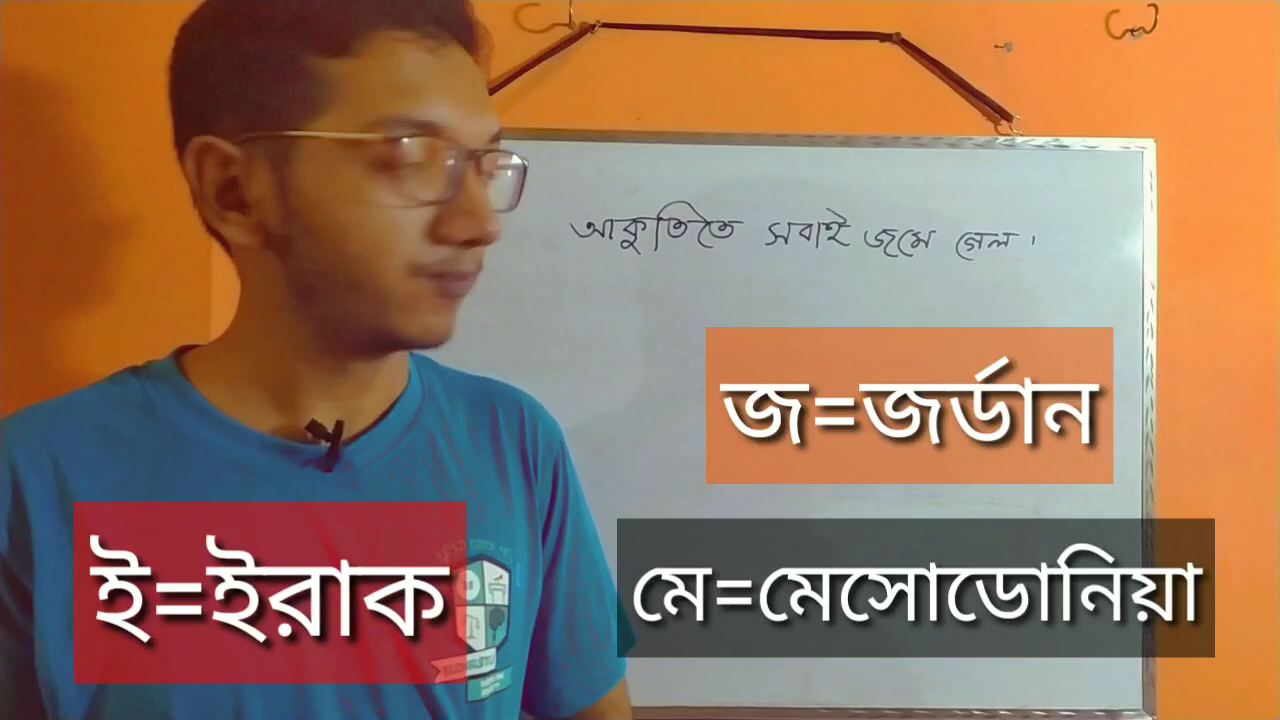 আকুতিতে সবাই জমে গেল।
জ=জর্ডান
ই=ইরাক
মে=মেসোডোনিয়া